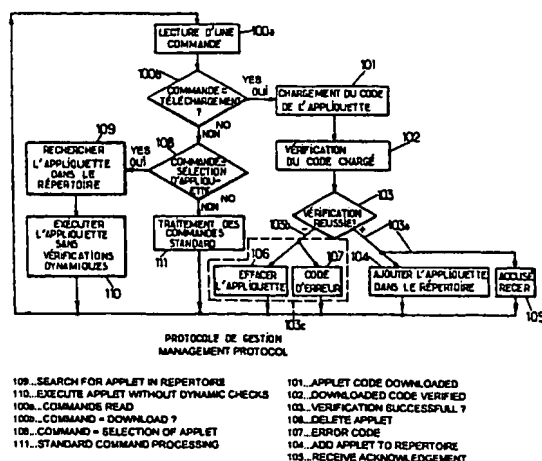 LECTURE D'UNE
COMMANDE
100a
100b
COMMANDE =
TÉLÉCHARGEMENT
?
YES
OUI
NO
NON
101
CHARGEMENT DU CODE
DE L'APPLIQUETTE
102
VÉRIFICATION
DU CODE CHARGÉ
103
VÉRIFICATION
RÉUSSIE?
103b
-
+
103a
109
RECHERCHER
L'APPLIQUETTE
DANS LE
RÉPERTOIRE
YES
OUI
108
COMMANDE=
SÉLECTION
D'APPLIQU-
ETTE
NO
NON
EXÉCUTER
L'APPLIQUETTE
SANS
VÉRIFICATIONS
DYNAMIQUES
110
TRAITEMENT DES
COMMANDES
STANDARD
111
106
EFFACER
L'APPLIQUETTE
107
CODE
D'ERREUR
103c
104
AJOUTER L'APPLIQUETTE
DANS LE RÉPERTOIRE
ACCUSÉ
RECEP
105
PROTOCOLE DE GESTION
MANAGEMENT PROTOCOL
109...SEARCH FOR APPLET IN REPERTOIRE
110...EXECUTE APPLET WITHOUT DYNAMIC CHECKS
100a...COMMANDS READ
100b...COMMAND = DOWNLOAD ?
108...COMMAND = SELECTION OF APPLET
111...STANDARD COMMAND PROCESSING
101...APPLET CODE DOWNLOADED
102...DOWNLOADED CODE VERIFIED
103...VERIFICATION SUCCESSFULL ?
106...DELETE APPLET
107...ERROR CODE
104...ADD APPLET TO REPERTOIRE
105...RECEIVE ACKNOWLEDGEMENT